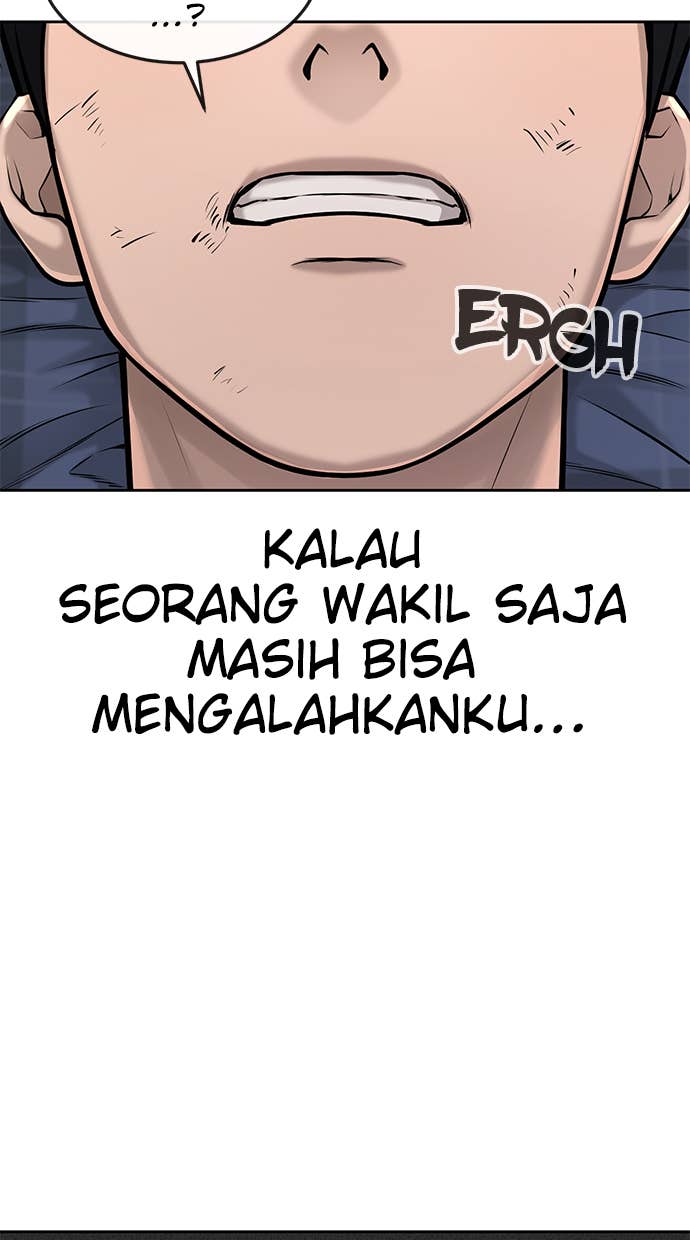 ...?
ERGH
KALAU
SEORANG WAKIL SAJA
MASIH BISA
MENGALAHKANKU...